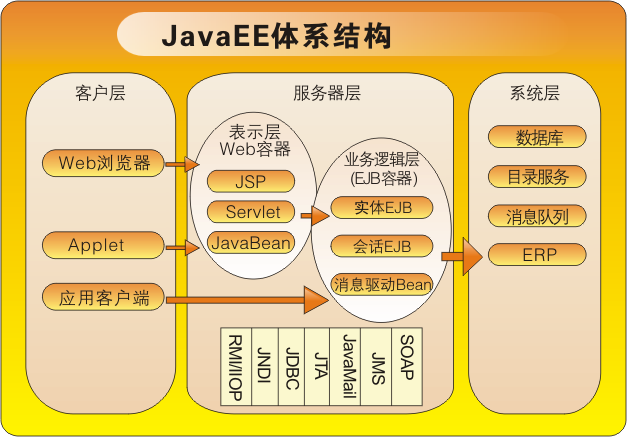 JavaEE体系结构
客户层
Web浏览器
Applet
应用客户端
服务器层
表示层
Web容器
JSP
Servlet
JavaBean
业务逻辑层
(EJB容器)
实体EJB
会话EJB
消息驱动Bean
RMI/IIOP
JNDI
JDBC
JTA
JavaMail
JMS
SOAP
系统层
数据库
目录服务
消息队列
ERP